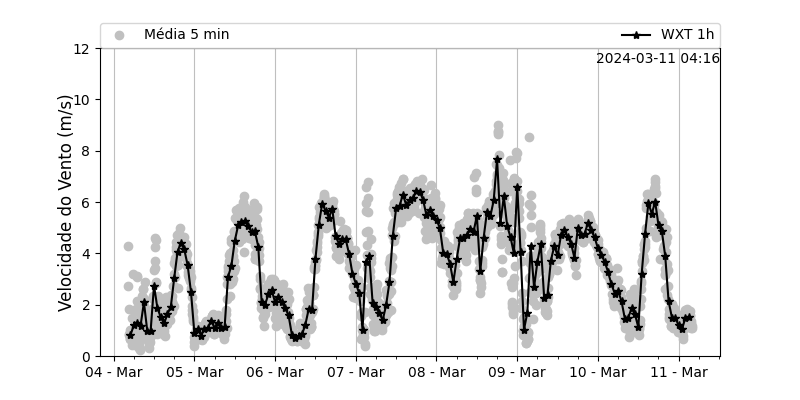 Média 5 min
WXT 1h
2024-03-11 04:16
Velocidade do Vento (m/s)
12
10
8
6
4
2
0
04 - Mar
05 - Mar
06 - Mar
07 - Mar
08 - Mar
09 - Mar
10 - Mar
11 - Mar